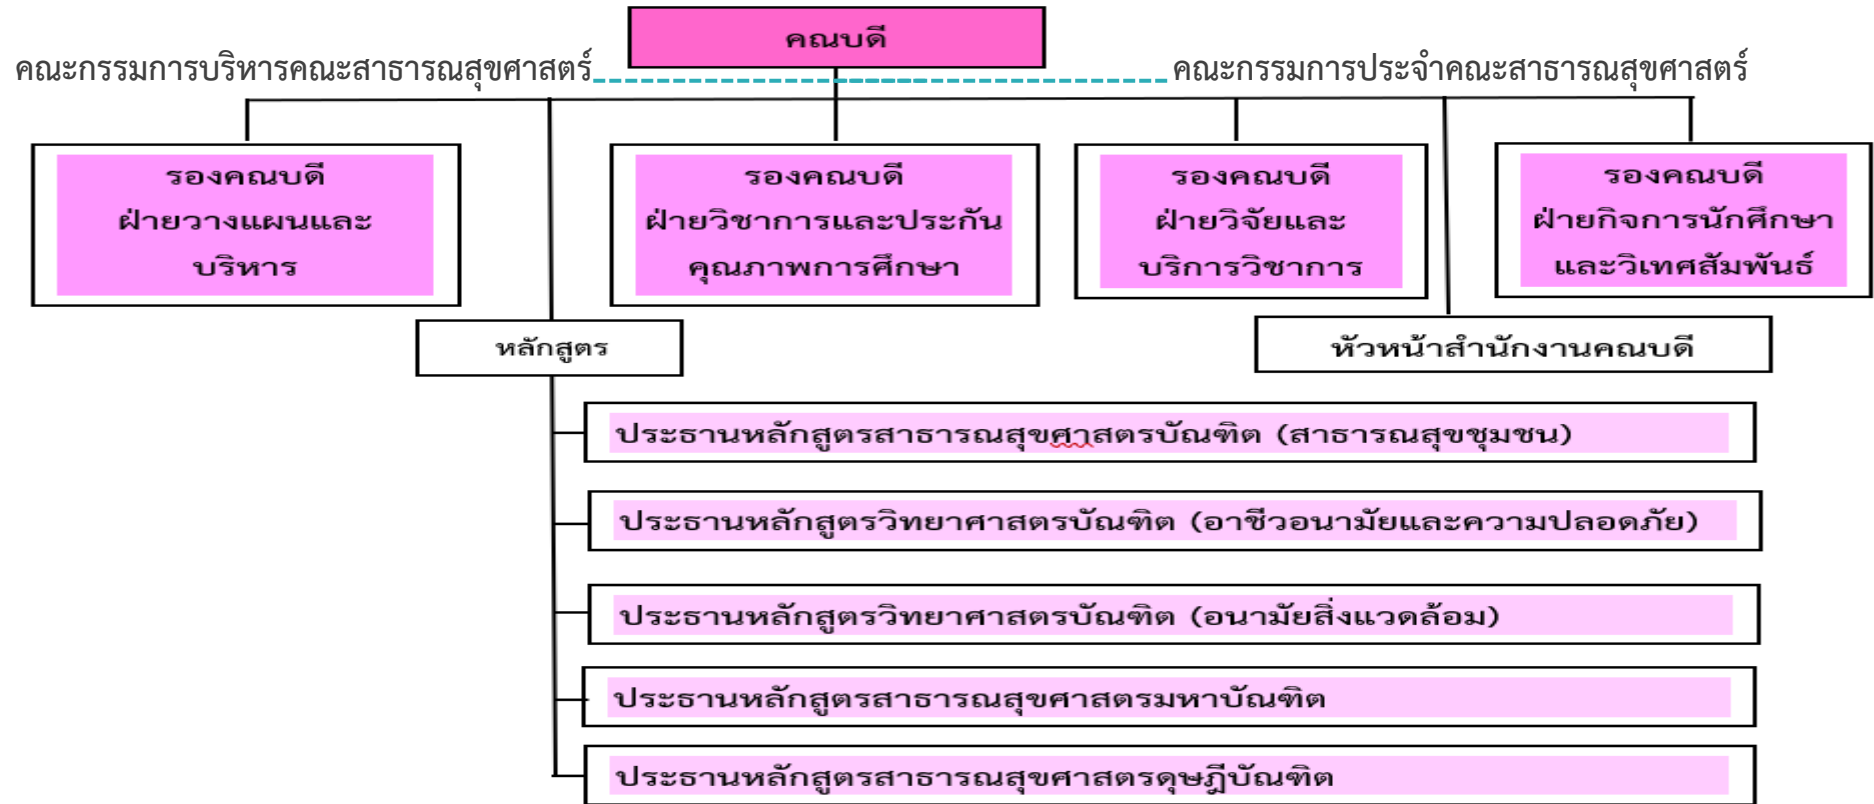 คณบดี
คณะกรรมการบริหารคณะสาธารณสุขศาสตร์
คณะกรรมการประจำคณะสาธารณสุขศาสตร์
รองคณบดี
ฝ่ายวางแผนและ
บริหาร
รองคณบดี
ฝ่ายวิชาการและประกัน
คุณภาพการศึกษา
รองคณบดี
ฝ่ายวิจัยและ
บริการวิชาการ
รองคณบดี
ฝ่ายกิจการนักศึกษา
และวิเทศสัมพันธ์
หลักสูตร
หัวหน้าสำนักงานคณบดี
ประธานหลักสูตรสาธารณสุขศาสตรบัณฑิต (สาธารณสุขชุมชน)
ประธานหลักสูตรวิทยาศาสตรบัณฑิต (อาชีวอนามัยและความปลอดภัย)
ประธานหลักสูตรวิทยาศาสตรบัณฑิต (อนามัยสิ่งแวดล้อม)
ประธานหลักสูตรสาธารณสุขศาสตรมหาบัณฑิต
ประธานหลักสูตรสาธารณสุขศาสตรดุษฎีบัณฑิต